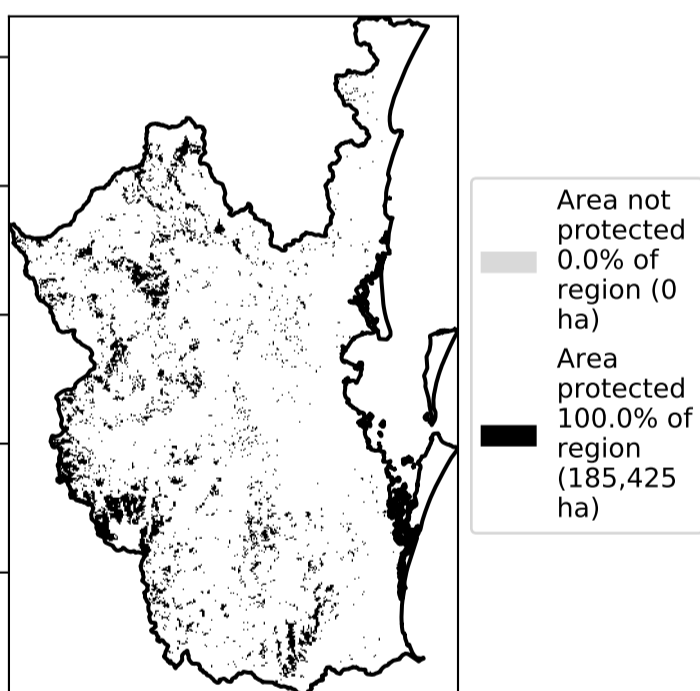 Area not
protected
0.0% of
region (0
ha)
Area
protected
100.0% of
region
(185,425
ha)